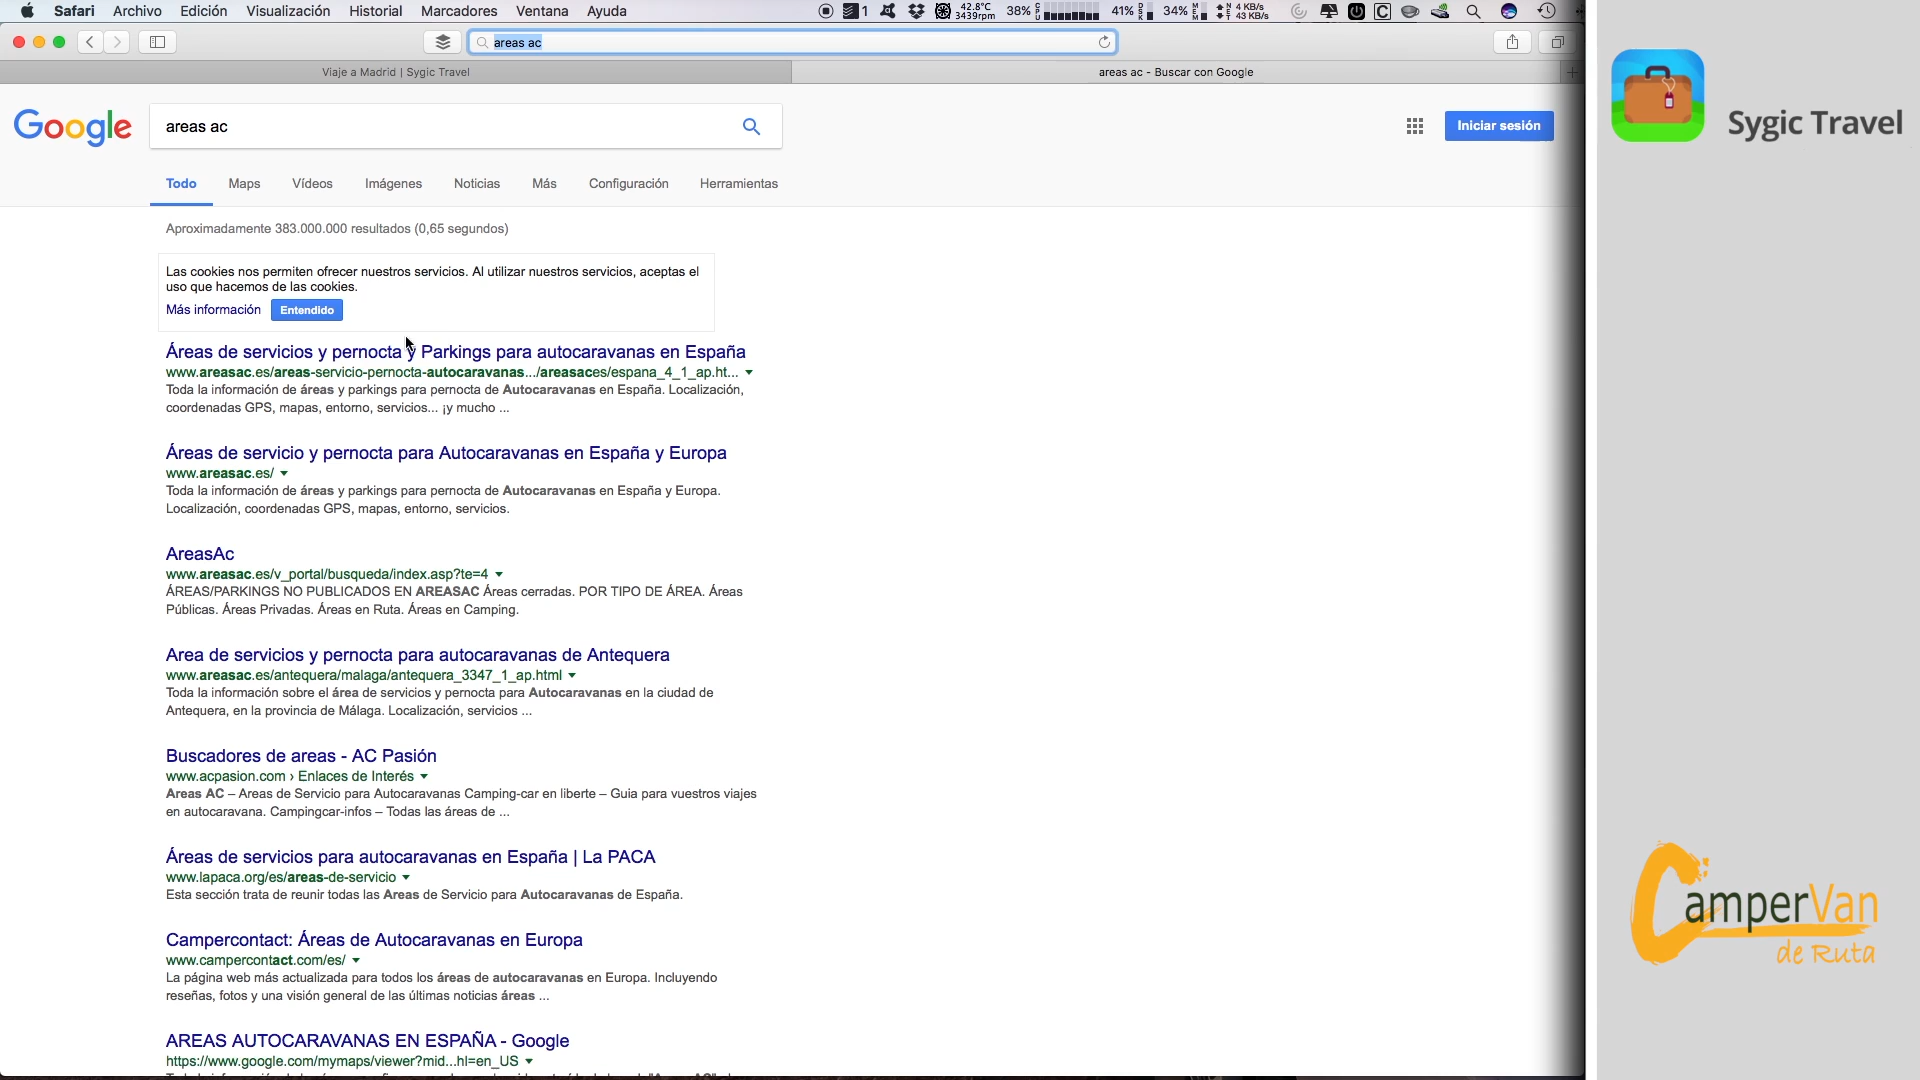 Safari Archivo Edición Visualización Historial Marcadores Ventana Ayuda
1 42.8°C 3439rpm 38% 41% 34% 4 KB/s 43 KB/s
areas ac
Viaje a Madrid | Sygic Travel
areas ac - Buscar con Google
Google
areas ac
Iniciar sesión
Todo Maps Vídeos Imágenes Noticias Más Configuración Herramientas
Aproximadamente 383.000.000 resultados (0,65 segundos)
Las cookies nos permiten ofrecer nuestros servicios. Al utilizar nuestros servicios, aceptas el
uso que hacemos de las cookies.
Más información Entendido
Áreas de servicios y pernocta y Parkings para autocaravanas en España
www.areasac.es/areas-servicio-pernocta-autocaravanas.../areasaces/espana_4_1_ap.ht...
Toda la información de áreas y parkings para pernocta de Autocaravanas en España. Localización,
coordenadas GPS, mapas, entorno, servicios... ¡y mucho ...
Áreas de servicio y pernocta para Autocaravanas en España y Europa
www.areasac.es/
Toda la información de áreas y parkings para pernocta de Autocaravanas en España y Europa.
Localización, coordenadas GPS, mapas, entorno, servicios.
AreasAc
www.areasac.es/v_portal/busqueda/index.asp?te=4
ÁREAS/PARKINGS NO PUBLICADOS EN AREASAC Áreas cerradas. POR TIPO DE ÁREA. Áreas
Públicas. Áreas Privadas. Áreas en Ruta. Áreas en Camping.
Area de servicios y pernocta para autocaravanas de Antequera
www.areasac.es/antequera/malaga/antequera_3347_1_ap.html
Toda la información sobre el área de servicios y pernocta para Autocaravanas en la ciudad de
Antequera, en la provincia de Málaga. Localización, servicios ...
Buscadores de areas - AC Pasión
www.acpasion.com › Enlaces de Interés
Areas AC – Areas de Servicio para Autocaravanas Camping-car en liberte – Guia para vuestros viajes
en autocaravana. Campingcar-infos – Todas las áreas de ...
Áreas de servicios para autocaravanas en España | La PACA
www.lapaca.org/es/areas-de-servicio
Esta sección trata de reunir todas las Areas de Servicio para Autocaravanas de España.
Campercontact: Áreas de Autocaravanas en Europa
www.campercontact.com/es/
La página web más actualizada para todos los áreas de autocaravanas en Europa. Incluyendo
reseñas, fotos y una visión general de las últimas noticias áreas ...
AREAS AUTOCARAVANAS EN ESPAÑA - Google
https://www.google.com/mymaps/viewer?mid...hl=en_US
Sygic Travel
CamperVan
de Ruta